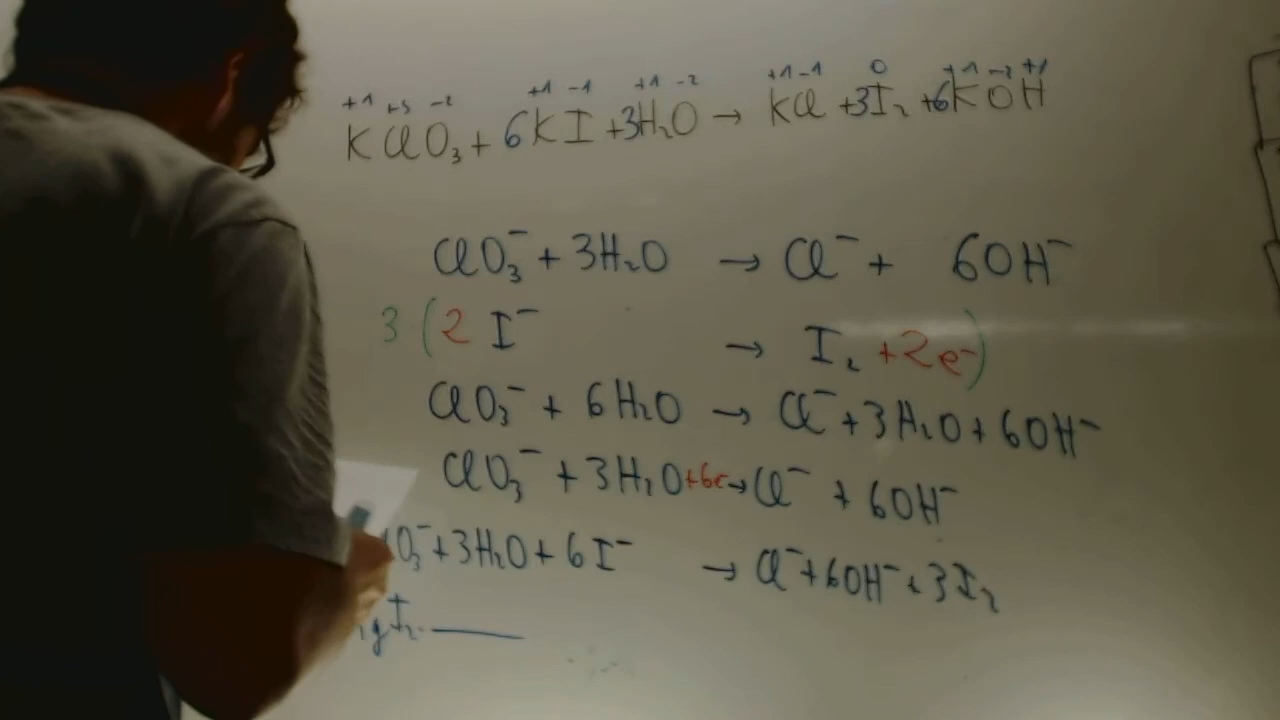 +1 +5 -2 +1 -1 +1 -2 +1 -1 0 +1 -2 +1
KClO₃ + 6KI + 3H₂O → KCl + 3I₂ + 6KOH
ClO₃⁻ + 3H₂O → Cl⁻ + 6OH⁻
3 (2 I⁻ → I₂ + 2e⁻)
ClO₃⁻ + 6H₂O → Cl⁻ + 3H₂O + 6OH⁻
ClO₃⁻ + 3H₂O + 6e → Cl⁻ + 6OH⁻
O₃⁻ + 3H₂O + 6I⁻ → Cl⁻ + 6OH⁻ + 3I₂
g I₂